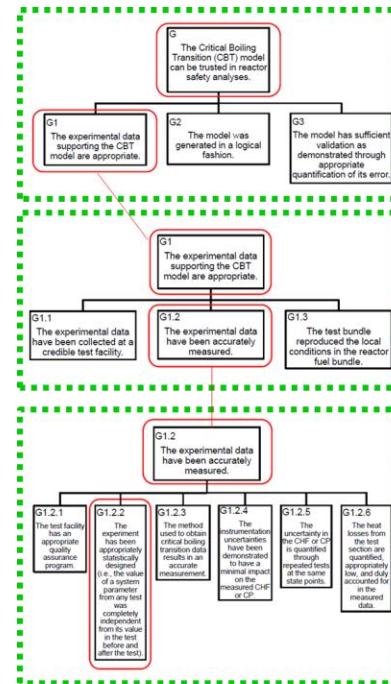 G
The Critical Boiling
Transition (CBT) model
can be trusted in reactor
safety analyses.
G1
The experimental data
supporting the CBT
model are appropriate.
G2
The model was
generated in a logical
fashion.
G3
The model has sufficient
validation as
demonstrated through
appropriate
quantification of its error.
G1
The experimental data
supporting the CBT
model are appropriate.
G1.1
The experimental data
have been collected at a
credible test facility.
G1.2
The experimental data
have been accurately
measured.
G1.3
The test bundle
reproduced the local
conditions in the reactor
fuel bundle.
G1.2
The experimental data
have been accurately
measured.
G1.2.1
The test facility
has an
appropriate
quality
assurance
program.
G1.2.2
The
experiment
has been
appropriately
statistically
designed
(i.e., the value
of a system
parameter
from any test
was
completely
independent
from its value
in the test
before and
after the test).
G1.2.3
The method
used to obtain
critical boiling
transition data
results in an
accurate
measurement.
G1.2.4
The
instrumentation
uncertainties
have been
demonstrated
to have a
minimal impact
on the
measured CHF
or CP.
G1.2.5
The
uncertainty in
the CHF or CP
is quantified
through
repeated tests
at the same
state points.
G1.2.6
The heat
losses from
the test
section are
quantified,
appropriately
low, and duly
accounted for
in the
measured
data.